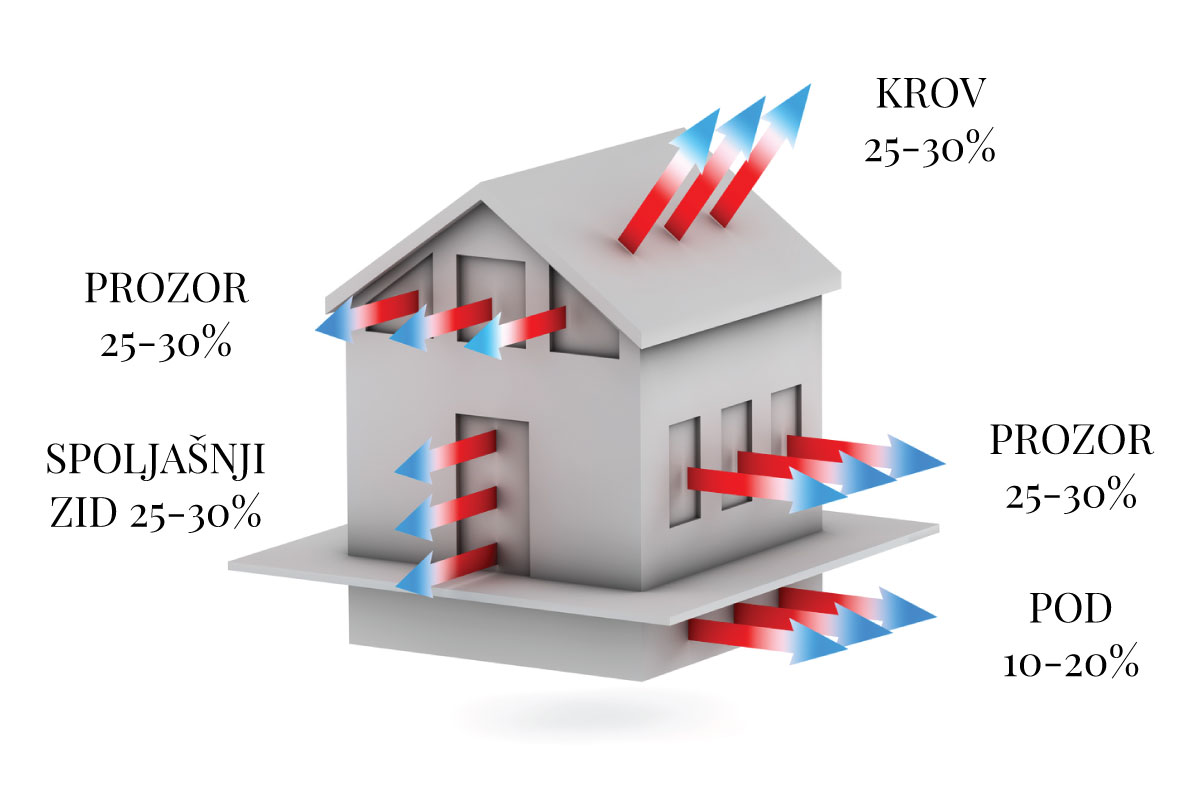 KROV
25-30%
PROZOR
25-30%
SPOLJAŠNJI
ZID 25-30%
PROZOR
25-30%
POD
10-20%